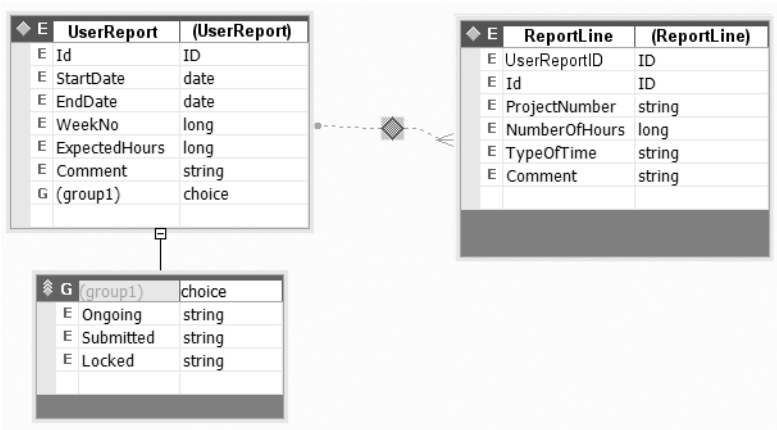 E UserReport (UserReport)
E Id ID
E StartDate date
E EndDate date
E WeekNo long
E ExpectedHours long
E Comment string
G (group1) choice
E ReportLine (ReportLine)
E UserReportID ID
E Id ID
E ProjectNumber string
E NumberOfHours long
E TypeOfTime string
E Comment string
G (group1) choice
E Ongoing string
E Submitted string
E Locked string